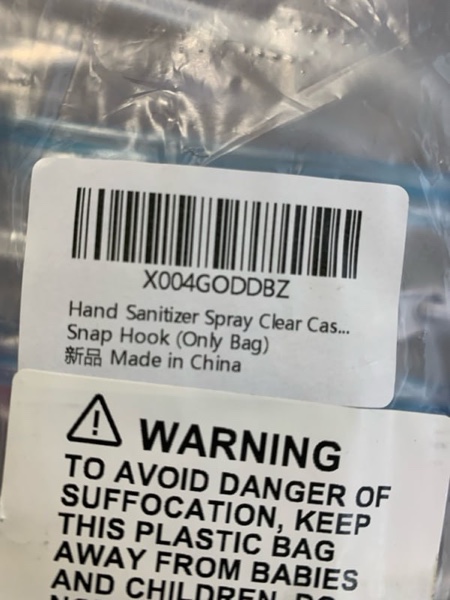 X004GODDBZ
Hand Sanitizer Spray Clear Cas...
Snap Hook (Only Bag)
新品 Made in China
WARNING
TO AVOID DANGER OF
SUFFOCATION, KEEP
THIS PLASTIC BAG
AWAY FROM BABIES
AND CHILDREN. DO